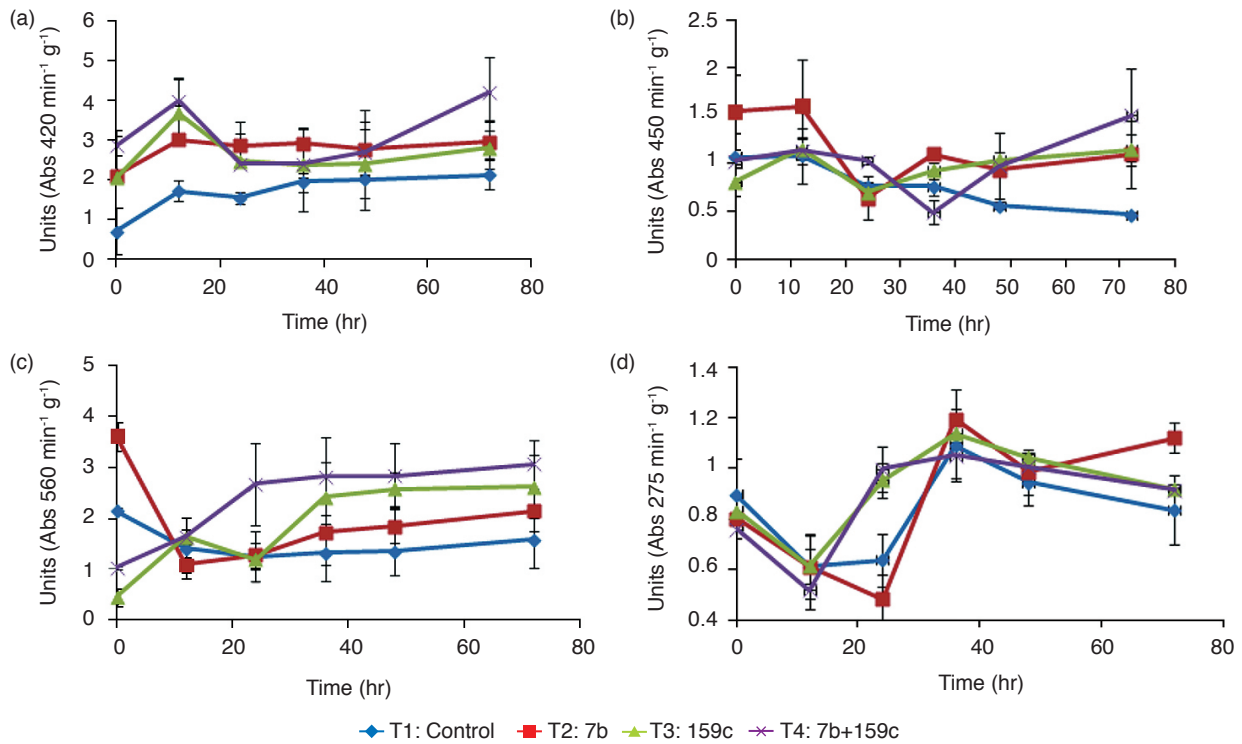 (a)
Units (Abs 420 min⁻¹ g⁻¹)
6
5
4
3
2
1
0
0 20 40 60 80
Time (hr)
(b)
Units (Abs 450 min⁻¹ g⁻¹)
2.5
2
1.5
1
0.5
0
0 10 20 30 40 50 60 70 80
Time (hr)
(c)
Units (Abs 560 min⁻¹ g⁻¹)
5
4
3
2
1
0
0 20 40 60 80
Time (hr)
(d)
Units (Abs 275 min⁻¹ g⁻¹)
1.4
1.2
1
0.8
0.6
0.4
0 20 40 60 80
Time (hr)
T1: Control T2: 7b T3: 159c T4: 7b+159c